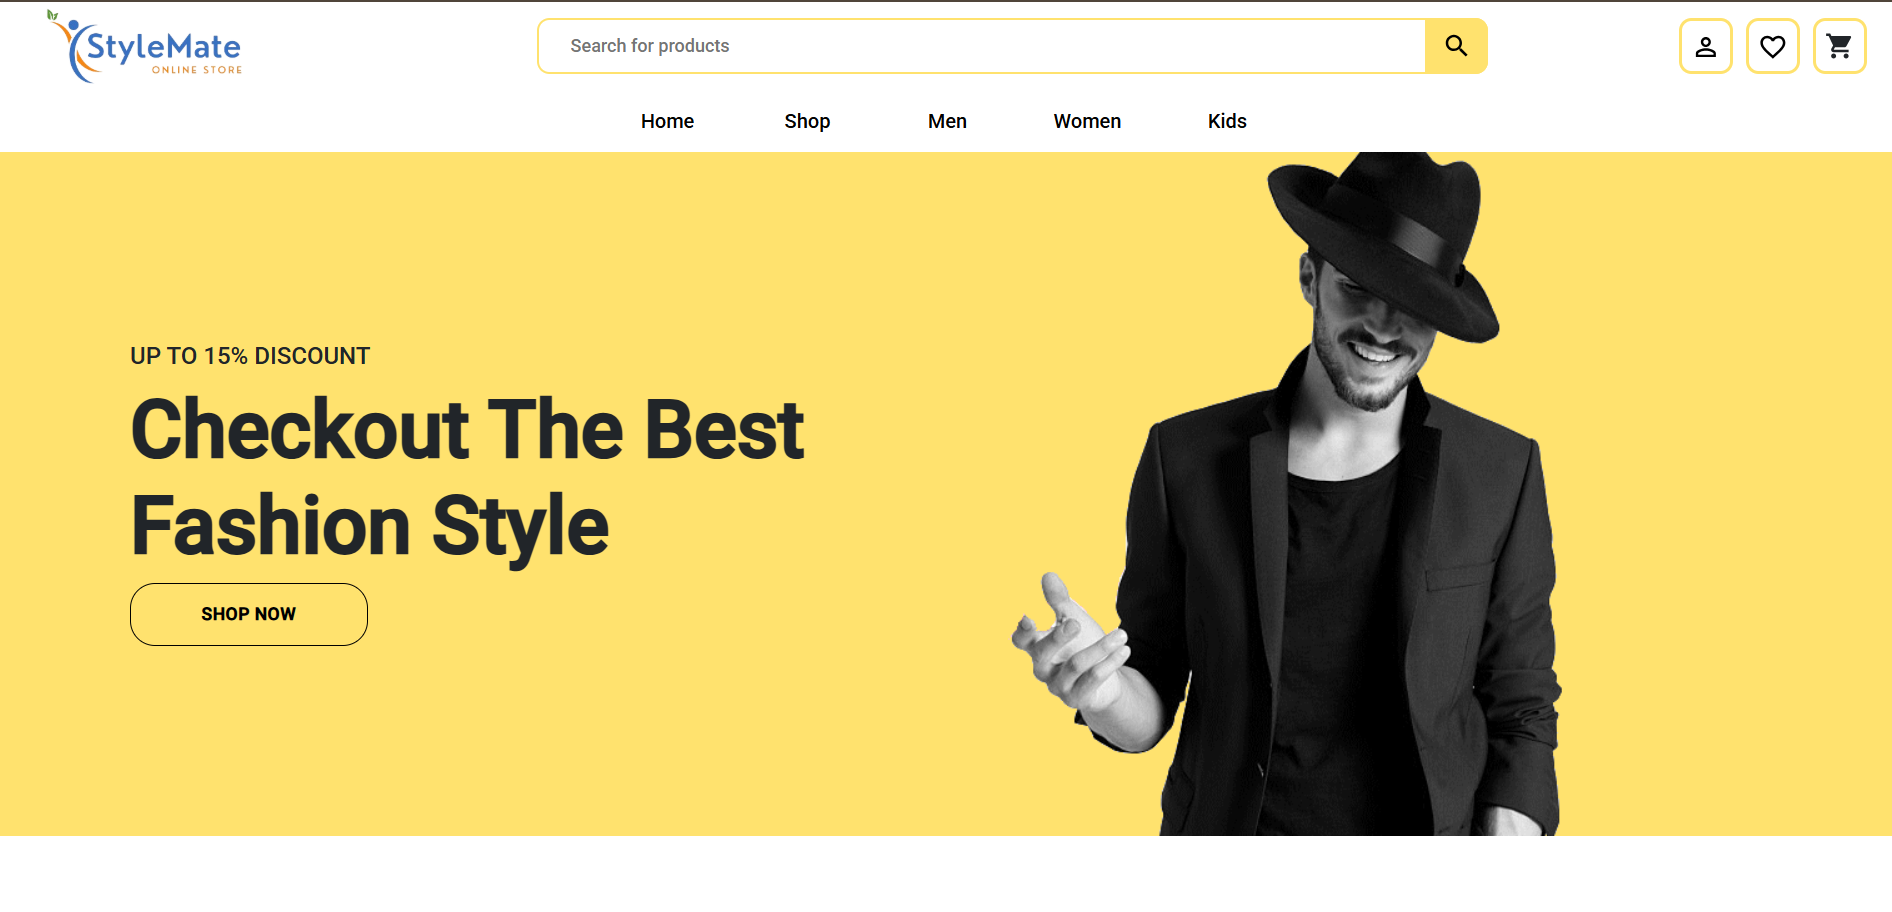 StyleMate
ONLINE STORE
Search for products
Home
Shop
Men
Women
Kids
UP TO 15% DISCOUNT
Checkout The Best
Fashion Style
SHOP NOW